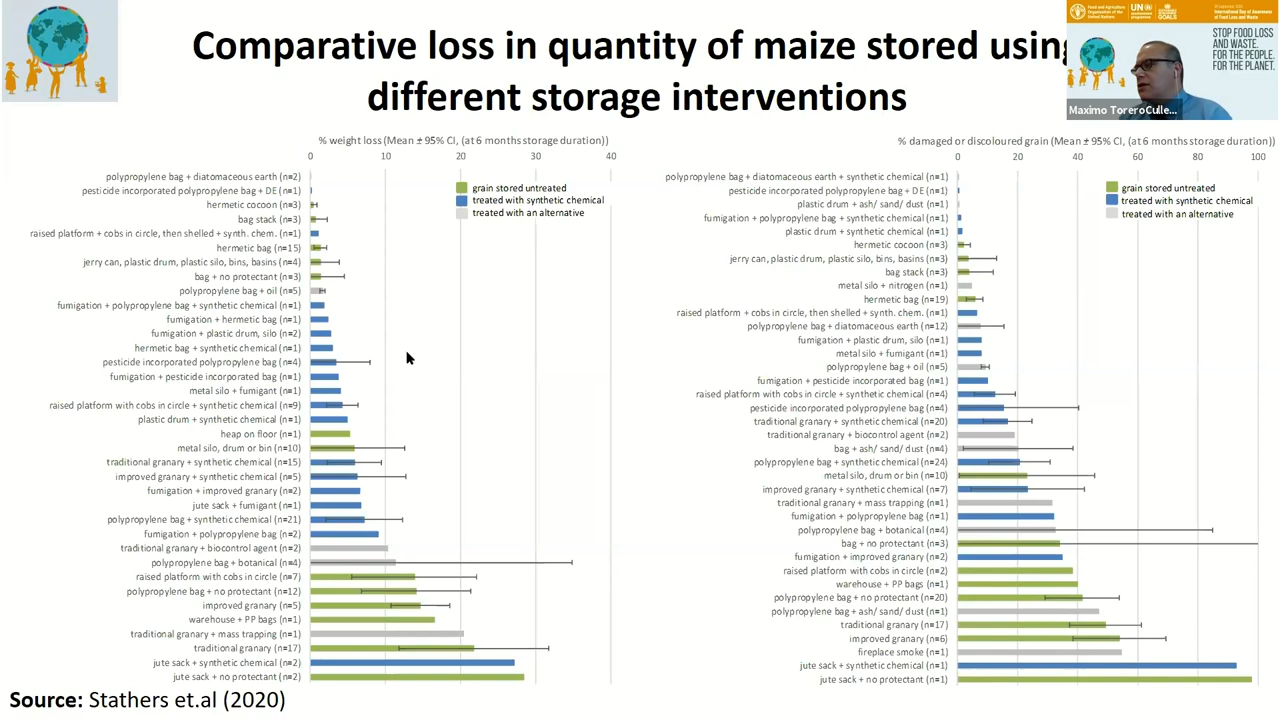 Comparative loss in quantity of maize stored using
different storage interventions
Food and Agriculture
Organization of the
United Nations
UN
GOALS
International Day of Awareness
of Food Loss and Waste
STOP FOOD LOSS
AND WASTE.
FOR THE PEOPLE.
FOR THE PLANET.
Maximo ToreroCulle...
% weight loss (Mean ± 95% CI, (at 6 months storage duration))
0 10 20 30 40
polypropylene bag + diatomaceous earth (n=2)
pesticide incorporated polypropylene bag + DE (n=1)
hermetic cocoon (n=3)
bag stack (n=3)
raised platform + cobs in circle, then shelled + synth. chem. (n=1)
hermetic bag (n=15)
jerry can, plastic drum, plastic silo, bins, basins (n=4)
bag + no protectant (n=3)
polypropylene bag + oil (n=5)
fumigation + polypropylene bag + synthetic chemical (n=1)
fumigation + hermetic bag (n=1)
fumigation + plastic drum, silo (n=2)
hermetic bag + synthetic chemical (n=1)
pesticide incorporated polypropylene bag (n=4)
fumigation + pesticide incorporated bag (n=1)
metal silo + fumigant (n=1)
raised platform with cobs in circle + synthetic chemical (n=9)
plastic drum + synthetic chemical (n=1)
heap on floor (n=1)
metal silo, drum or bin (n=10)
traditional granary + synthetic chemical (n=15)
improved granary + synthetic chemical (n=5)
fumigation + improved granary (n=2)
jute sack + fumigant (n=1)
polypropylene bag + synthetic chemical (n=21)
fumigation + polypropylene bag (n=2)
traditional granary + biocontrol agent (n=2)
polypropylene bag + botanical (n=4)
raised platform with cobs in circle (n=7)
polypropylene bag + no protectant (n=12)
improved granary (n=5)
warehouse + PP bags (n=1)
traditional granary + mass trapping (n=1)
traditional granary (n=17)
jute sack + synthetic chemical (n=2)
jute sack + no protectant (n=2)
grain stored untreated
treated with synthetic chemical
treated with an alternative
% damaged or discoloured grain (Mean ± 95% CI, (at 6 months storage duration))
0 20 40 60 80 100
polypropylene bag + diatomaceous earth + synthetic chemical (n=1)
pesticide incorporated polypropylene bag + DE (n=1)
plastic drum + ash/ sand/ dust (n=1)
fumigation + polypropylene bag + synthetic chemical (n=1)
plastic drum + synthetic chemical (n=1)
hermetic cocoon (n=3)
jerry can, plastic drum, plastic silo, bins, basins (n=3)
bag stack (n=3)
metal silo + nitrogen (n=1)
hermetic bag (n=19)
raised platform + cobs in circle, then shelled + synth. chem. (n=1)
polypropylene bag + diatomaceous earth (n=12)
fumigation + plastic drum, silo (n=1)
metal silo + fumigant (n=1)
polypropylene bag + oil (n=5)
fumigation + pesticide incorporated bag (n=1)
raised platform with cobs in circle + synthetic chemical (n=4)
pesticide incorporated polypropylene bag (n=4)
traditional granary + synthetic chemical (n=20)
traditional granary + biocontrol agent (n=2)
bag + ash/ sand/ dust (n=4)
polypropylene bag + synthetic chemical (n=24)
metal silo, drum or bin (n=10)
improved granary + synthetic chemical (n=7)
traditional granary + mass trapping (n=1)
fumigation + polypropylene bag (n=1)
polypropylene bag + botanical (n=4)
bag + no protectant (n=3)
fumigation + improved granary (n=2)
raised platform with cobs in circle (n=2)
warehouse + PP bags (n=1)
polypropylene bag + no protectant (n=20)
polypropylene bag + ash/ sand/ dust (n=1)
traditional granary (n=17)
improved granary (n=6)
fireplace smoke (n=1)
jute sack + synthetic chemical (n=1)
jute sack + no protectant (n=1)
grain stored untreated
treated with synthetic chemical
treated with an alternative
Source: Stathers et.al (2020)